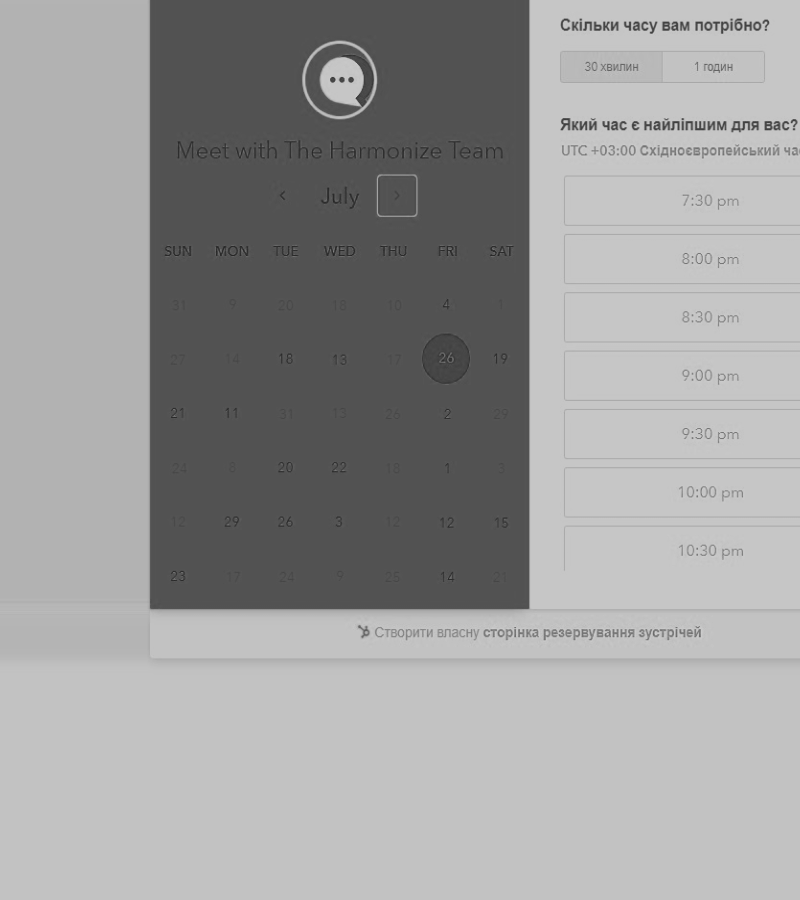 Meet with The Harmonize Team
July
SUN MON TUE WED THU FRI SAT
31 9 20 18 10 4 1
27 14 18 13 17 26 19
21 11 31 13 26 2 29
24 8 20 22 18 1 3
12 29 26 3 12 12 15
23 17 24 9 25 14 21
Скільки часу вам потрібно?
30 хвилин 1 годин
Який час є найліпшим для вас?
UTC +03:00 Східноєвропейський
7:30 pm
8:00 pm
8:30 pm
9:00 pm
9:30 pm
10:00 pm
10:30 pm
Створити власну сторінка резервування зустрічей